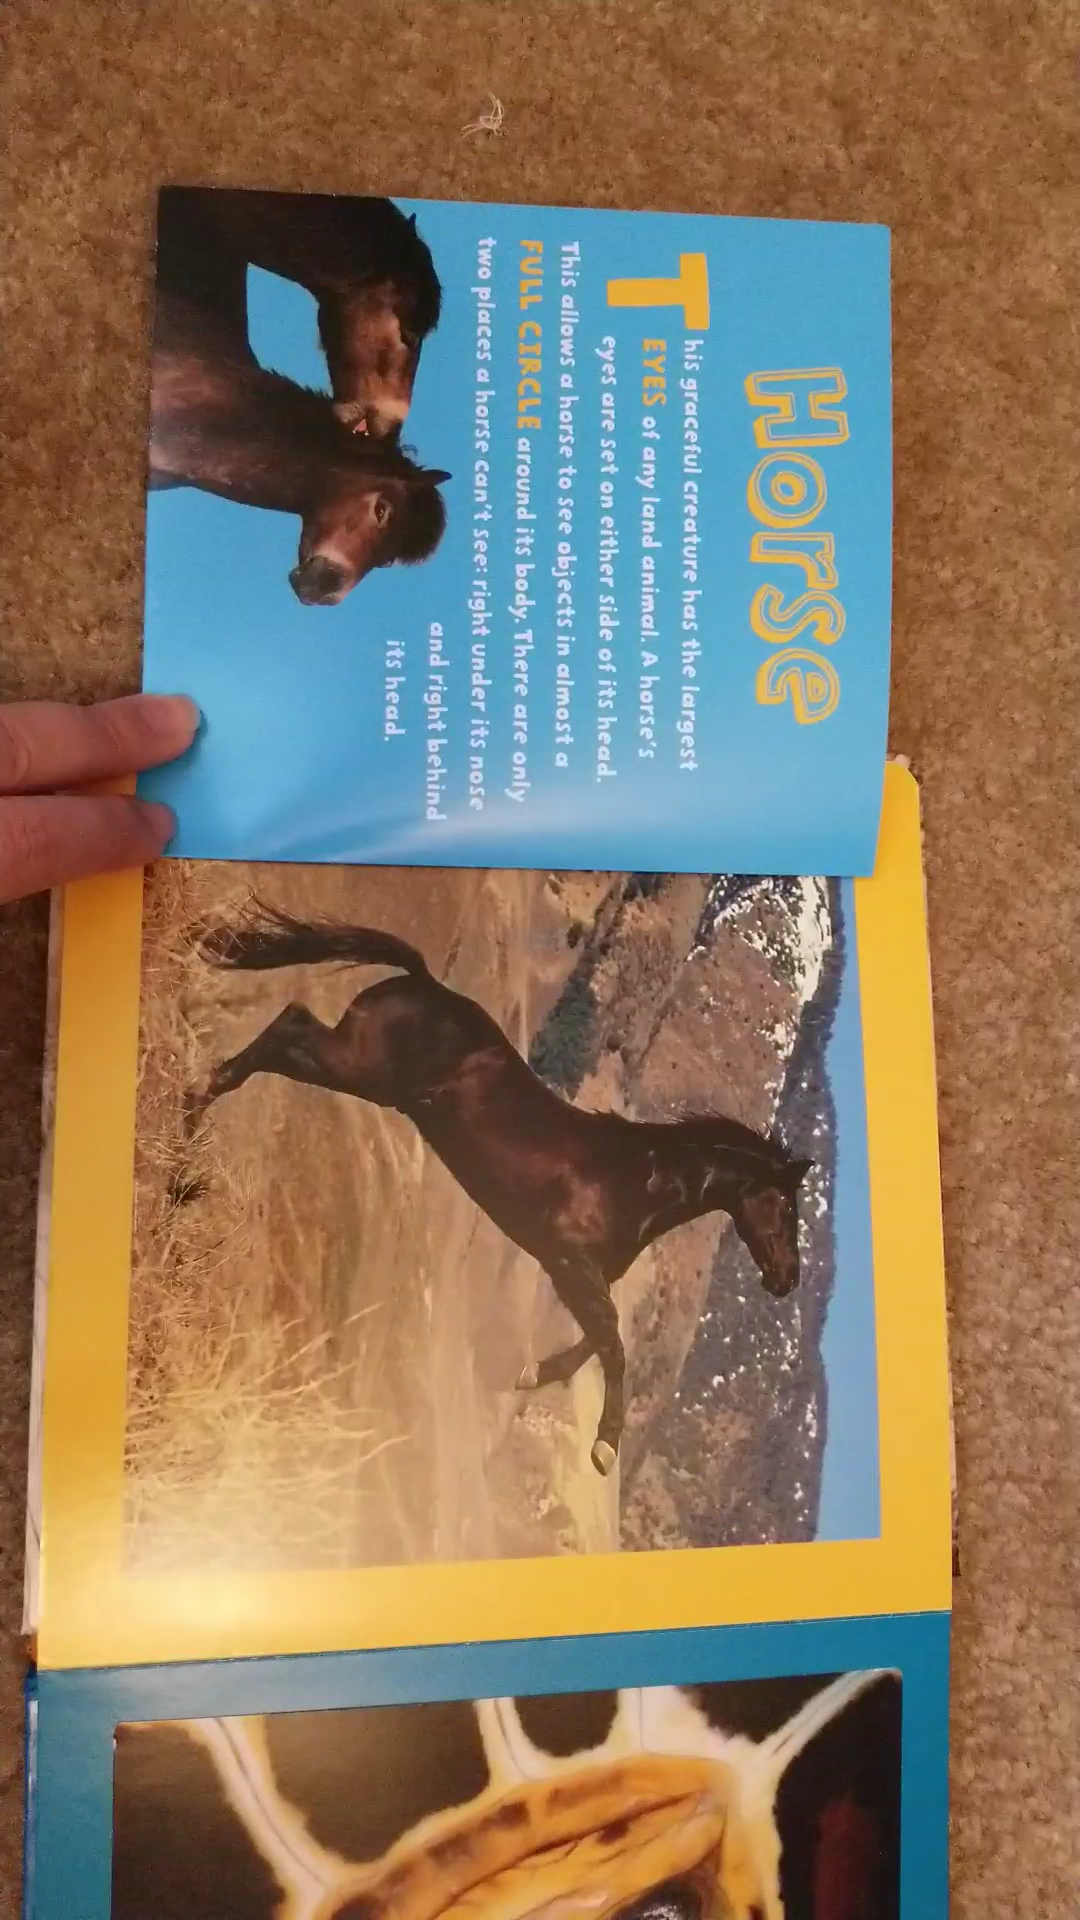 Horse
This graceful creature has the largest
EYES of any land animal. A horse's
eyes are set on either side of its head.
This allows a horse to see objects in almost a
FULL CIRCLE around its body. There are only
two places a horse can't see: right under its nose
and right behind
its head.